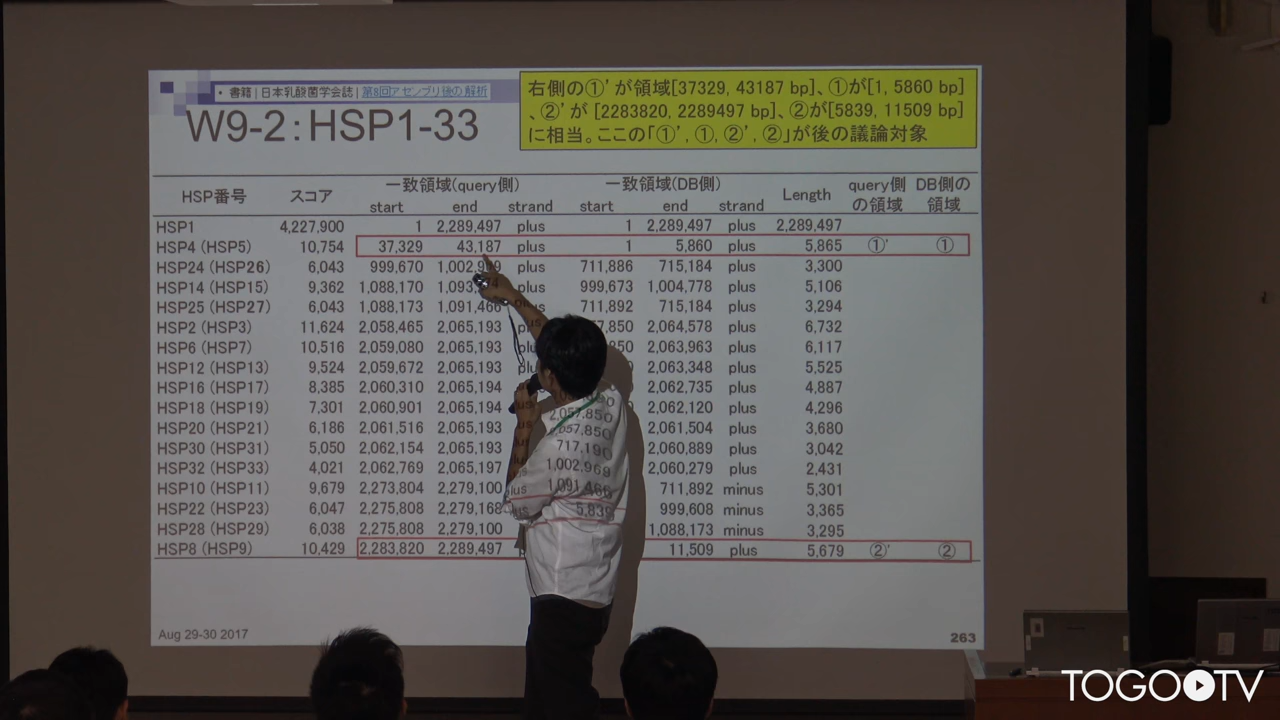 ・書籍|日本乳酸菌学会誌|第8回アセンブリ後の解析
W9-2：HSP1-33
右側の①’が領域[37329, 43187 bp]、①が[1, 5860 bp]
、②’が [2283820, 2289497 bp]、②が[5839, 11509 bp]
に相当。ここの「①’, ①, ②’, ②」が後の議論対象
HSP番号 スコア 一致領域(query側) 一致領域(DB側) Length query側の領域 DB側の領域
start end strand start end strand
HSP1 4,227,900 1 2,289,497 plus 1 2,289,497 plus 2,289,497
HSP4 (HSP5) 10,754 37,329 43,187 plus 1 5,860 plus 5,865 ①’ ①
HSP24 (HSP26) 6,043 999,670 plus 711,886 715,184 plus 3,300
HSP14 (HSP15) 9,362 1,088,170 plus 999,673 1,004,778 plus 5,106
HSP25 (HSP27) 6,043 1,088,173 1,091,466 plus 711,892 715,184 plus 3,294
HSP2 (HSP3) 11,624 2,058,465 2,065,193 2,064,578 plus 6,732
HSP6 (HSP7) 10,516 2,059,080 2,065,193 2,063,963 plus 6,117
HSP12 (HSP13) 9,524 2,059,672 2,065,193 2,063,348 plus 5,525
HSP16 (HSP17) 8,385 2,060,310 2,065,194 2,062,735 plus 4,887
HSP18 (HSP19) 7,301 2,060,901 2,065,194 2,062,120 plus 4,296
HSP20 (HSP21) 6,186 2,061,516 2,065,193 2,057,850 2,061,504 plus 3,680
HSP30 (HSP31) 5,050 2,062,154 2,065,193 2,057,850 2,060,889 plus 3,042
HSP32 (HSP33) 4,021 2,062,769 2,065,197 2,060,279 plus 2,431
HSP10 (HSP11) 9,679 2,273,804 2,279,100 plus 717,190 711,892 minus 5,301
HSP22 (HSP23) 6,047 2,275,808 2,279,168 plus 1,002,968 999,608 minus 3,365
HSP28 (HSP29) 6,038 2,275,808 2,279,100 1,091,466 1,088,173 minus 3,295
HSP8 (HSP9) 10,429 2,283,820 2,289,497 5,839 11,509 plus 5,679 ②’ ②
Aug 29-30 2017
263
TOGOTV